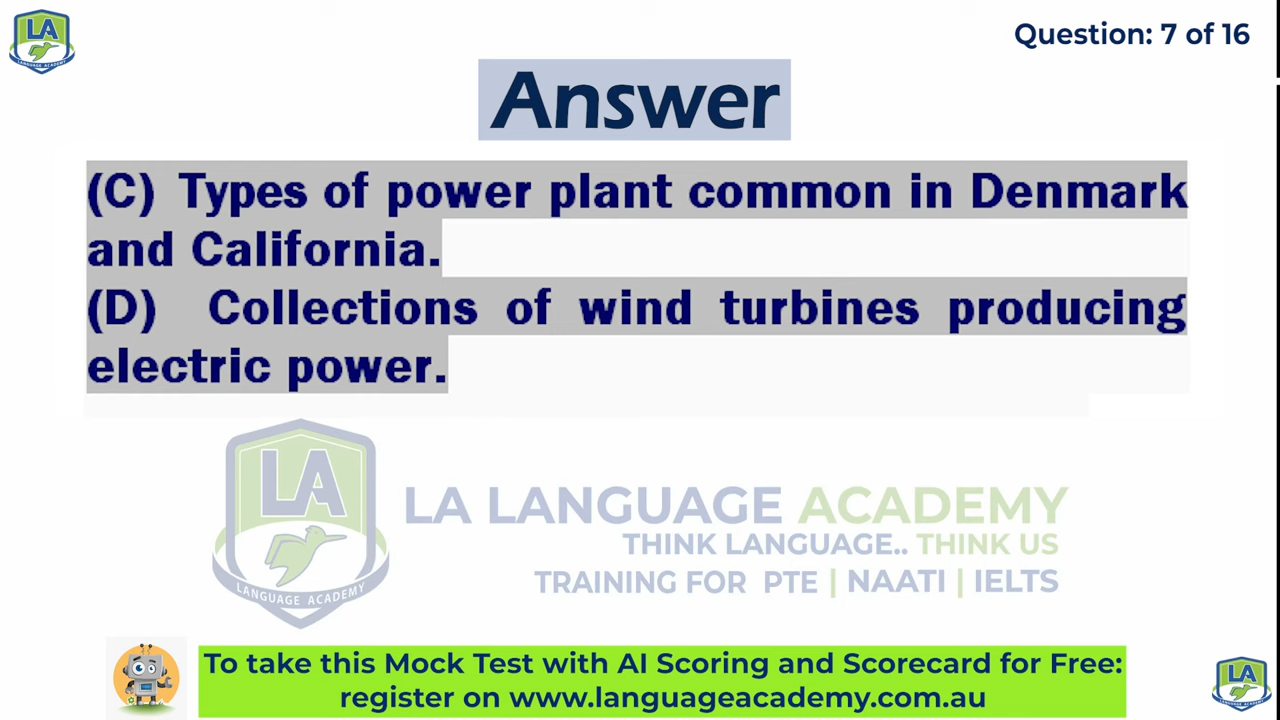 LA
LANGUAGE ACADEMY
Question: 7 of 16
Answer
(C) Types of power plant common in Denmark
and California.
(D) Collections of wind turbines producing
electric power.
LA
LANGUAGE ACADEMY
LA LANGUAGE ACADEMY
THINK LANGUAGE.. THINK US
TRAINING FOR PTE | NAATI | IELTS
To take this Mock Test with AI Scoring and Scorecard for Free:
register on www.languageacademy.com.au
LA
LANGUAGE ACADEMY